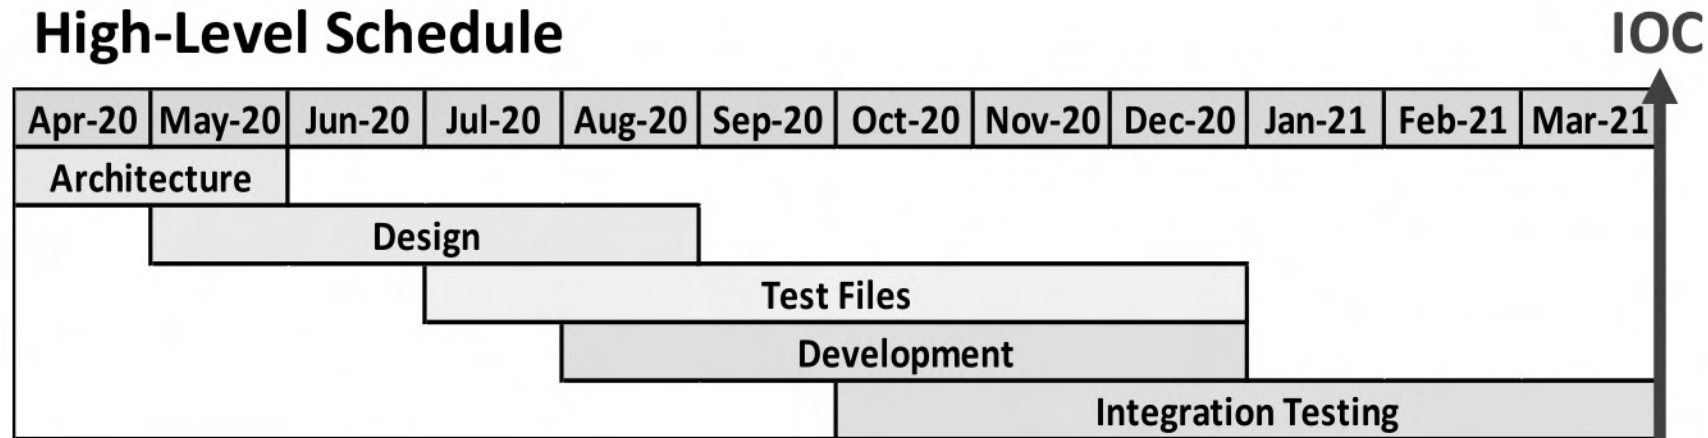 High-Level Schedule
IOC
Apr-20 May-20 Jun-20 Jul-20 Aug-20 Sep-20 Oct-20 Nov-20 Dec-20 Jan-21 Feb-21 Mar-21
Architecture
Design
Test Files
Development
Integration Testing